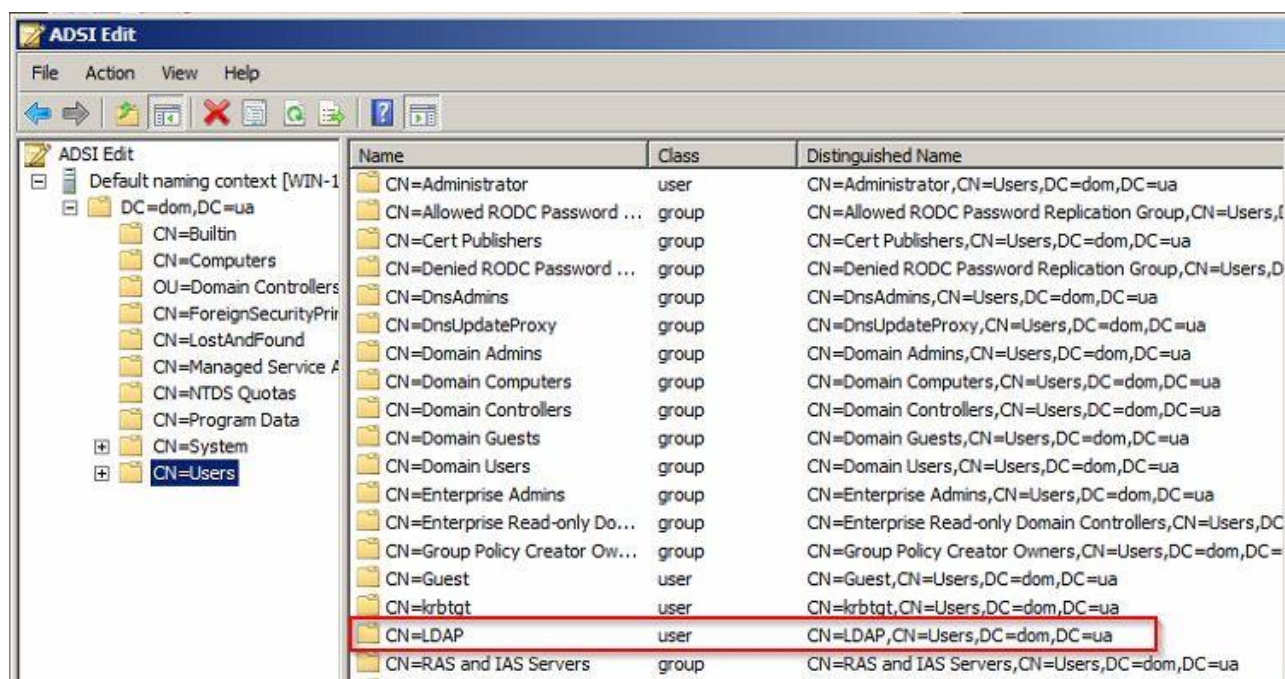 ADSI Edit
File Action View Help
ADSI Edit
Default naming context [WIN-1
DC=dom,DC=ua
CN=Builtin
CN=Computers
OU=Domain Controllers
CN=ForeignSecurityPrin
CN=LostAndFound
CN=Managed Service A
CN=NTDS Quotas
CN=Program Data
CN=System
CN=Users
Name Class Distinguished Name
CN=Administrator user CN=Administrator,CN=Users,DC=dom,DC=ua
CN=Allowed RODC Password ... group CN=Allowed RODC Password Replication Group,CN=Users,D
CN=Cert Publishers group CN=Cert Publishers,CN=Users,DC=dom,DC=ua
CN=Denied RODC Password ... group CN=Denied RODC Password Replication Group,CN=Users,D
CN=DnsAdmins group CN=DnsAdmins,CN=Users,DC=dom,DC=ua
CN=DnsUpdateProxy group CN=DnsUpdateProxy,CN=Users,DC=dom,DC=ua
CN=Domain Admins group CN=Domain Admins,CN=Users,DC=dom,DC=ua
CN=Domain Computers group CN=Domain Computers,CN=Users,DC=dom,DC=ua
CN=Domain Controllers group CN=Domain Controllers,CN=Users,DC=dom,DC=ua
CN=Domain Guests group CN=Domain Guests,CN=Users,DC=dom,DC=ua
CN=Domain Users group CN=Domain Users,CN=Users,DC=dom,DC=ua
CN=Enterprise Admins group CN=Enterprise Admins,CN=Users,DC=dom,DC=ua
CN=Enterprise Read-only Do... group CN=Enterprise Read-only Domain Controllers,CN=Users,DC
CN=Group Policy Creator Ow... group CN=Group Policy Creator Owners,CN=Users,DC=dom,DC=
CN=Guest user CN=Guest,CN=Users,DC=dom,DC=ua
CN=krbtgt user CN=krbtgt,CN=Users,DC=dom,DC=ua
CN=LDAP user CN=LDAP,CN=Users,DC=dom,DC=ua
CN=RAS and IAS Servers group CN=RAS and IAS Servers,CN=Users,DC=dom,DC=ua